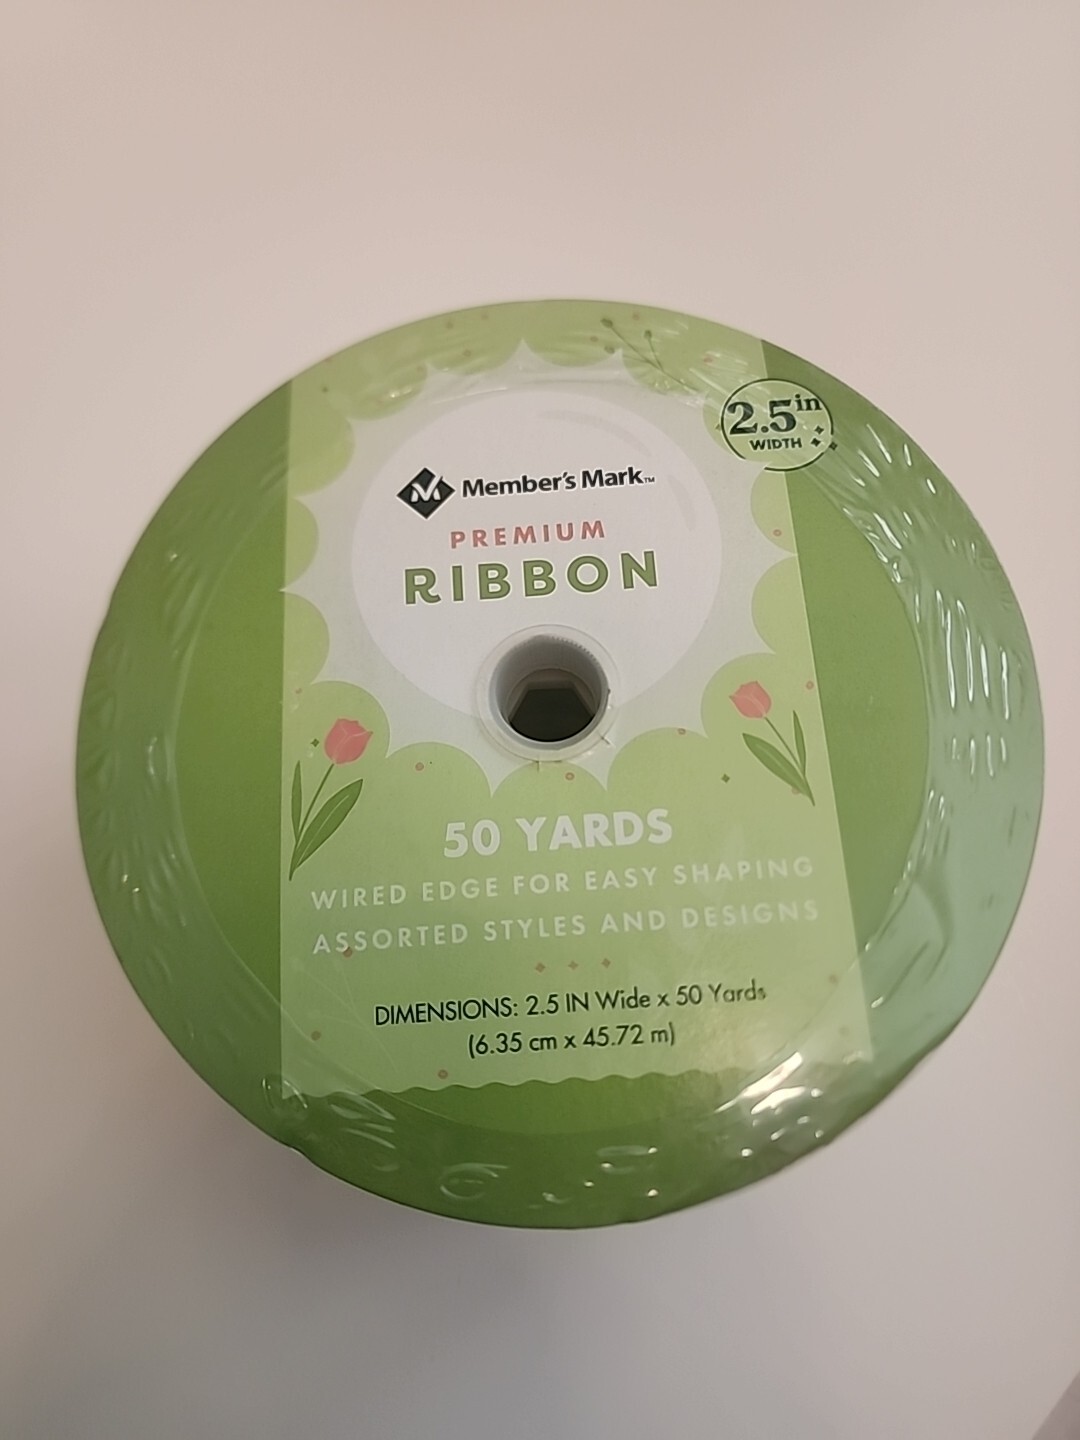 2.5in
WIDTH
Member's Mark™
PREMIUM
RIBBON
50 YARDS
WIRED EDGE FOR EASY SHAPING
ASSORTED STYLES AND DESIGNS
DIMENSIONS: 2.5 IN Wide x 50 Yards
(6.35 cm x 45.72 m)